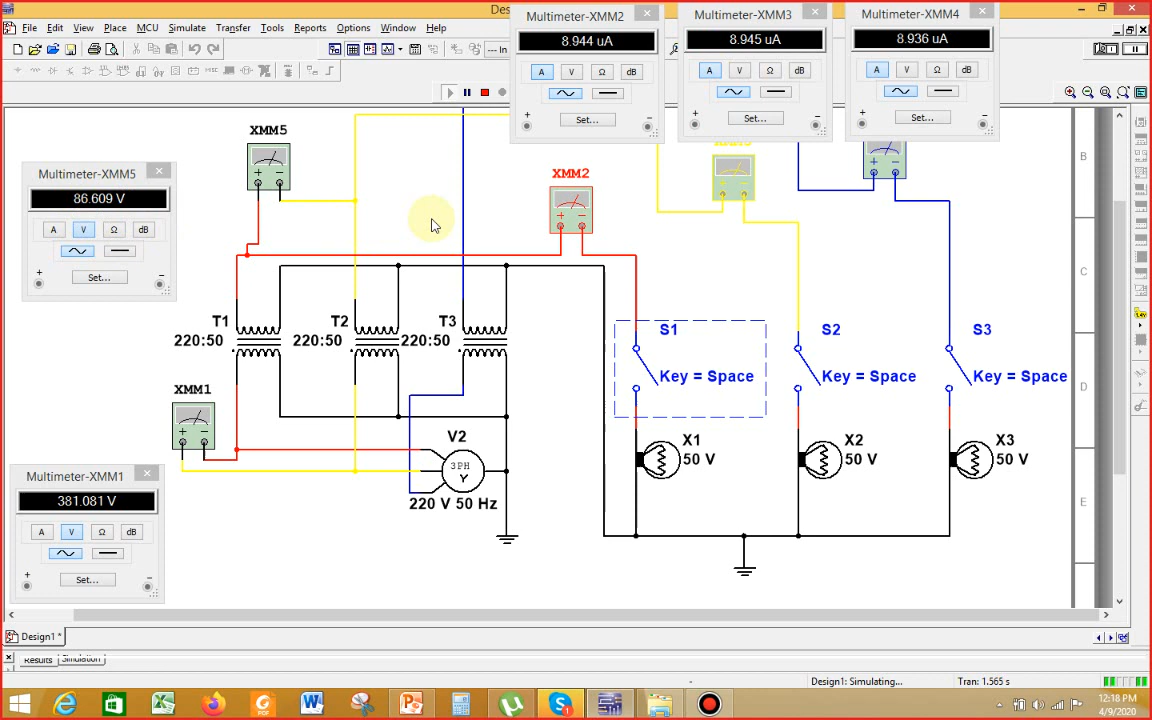 Des
File Edit View Place MCU Simulate Transfer Tools Reports Options Window Help
In
Multimeter-XMM2
8.944 uA
A V Ω dB
+ Set... −
Multimeter-XMM3
8.945 uA
A V Ω dB
+ Set... −
Multimeter-XMM4
8.936 uA
A V Ω dB
+ Set... −
XMM5
+ −
Multimeter-XMM5
86.609 V
A V Ω dB
+ Set... −
XMM2
+ −
+ −
+ −
B
C
D
E
T1
220:50
T2
220:50
T3
220:50
S1
Key = Space
S2
Key = Space
S3
Key = Space
XMM1
+ −
V2
3PH
Y
220 V 50 Hz
X1
50 V
X2
50 V
X3
50 V
Multimeter-XMM1
381.081 V
A V Ω dB
+ Set... −
Design1 *
Results Simulation
- Design1: Simulating... Tran: 1.565 s
12:18 PM
4/9/2020